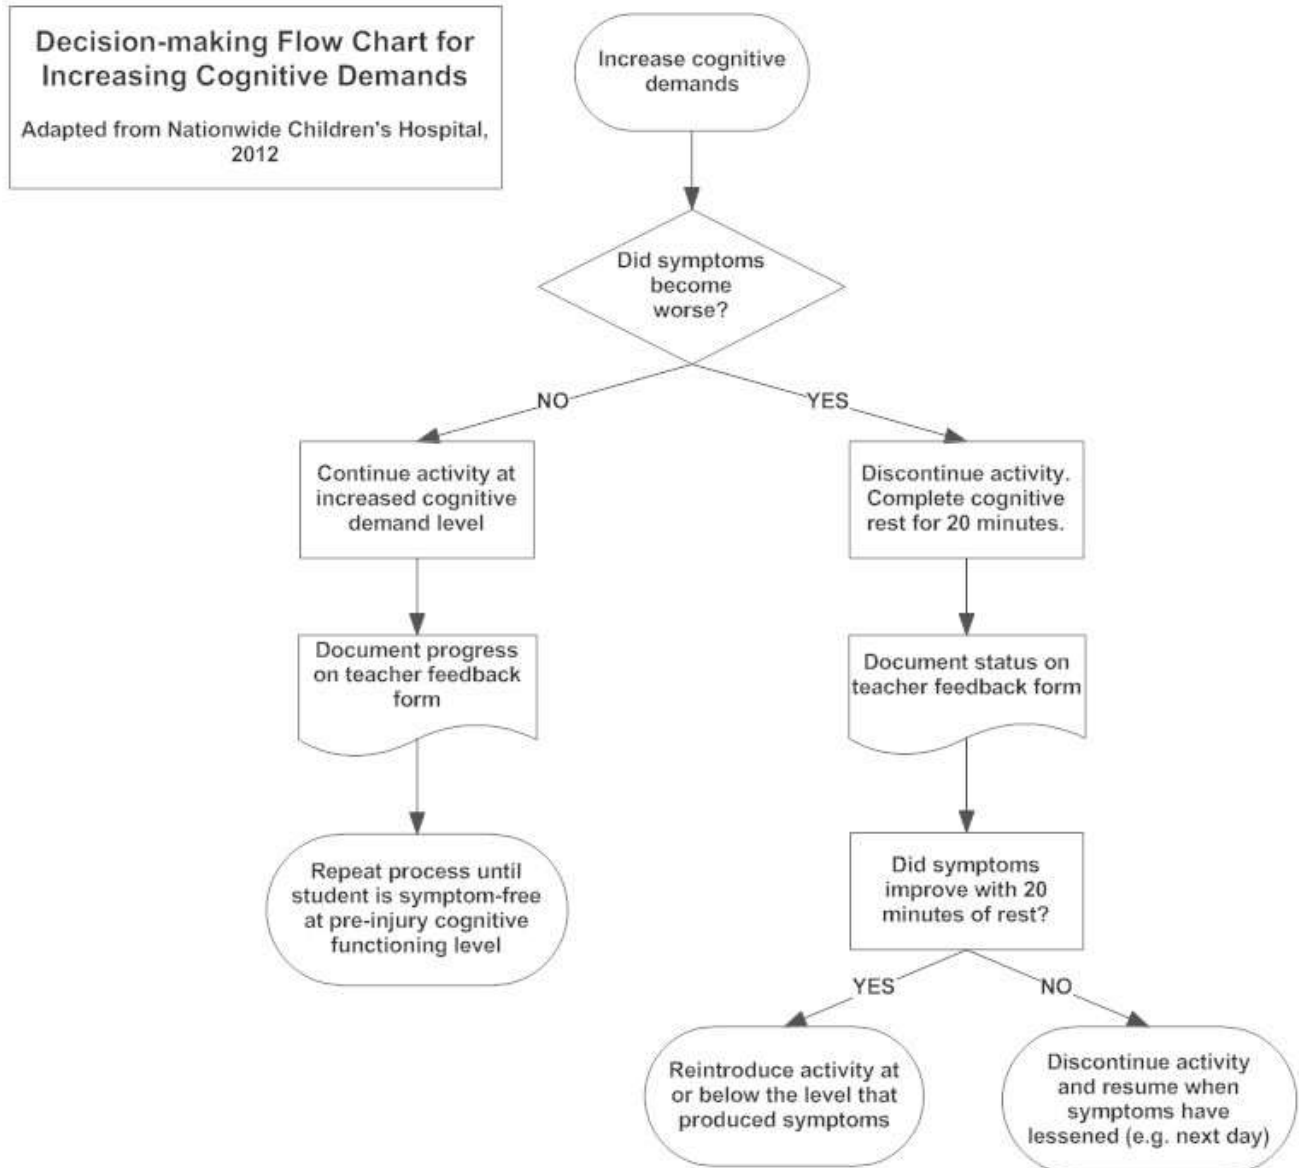 Decision-making Flow Chart for
Increasing Cognitive Demands
Adapted from Nationwide Children's Hospital,
2012
Increase cognitive
demands
Did symptoms
become
worse?
NO
YES
Continue activity at
increased cognitive
demand level
Discontinue activity.
Complete cognitive
rest for 20 minutes.
Document progress
on teacher feedback
form
Document status on
teacher feedback form
Repeat process until
student is symptom-free
at pre-injury cognitive
functioning level
Did symptoms
improve with 20
minutes of rest?
YES
NO
Reintroduce activity at
or below the level that
produced symptoms
Discontinue activity
and resume when
symptoms have
lessened (e.g. next day)